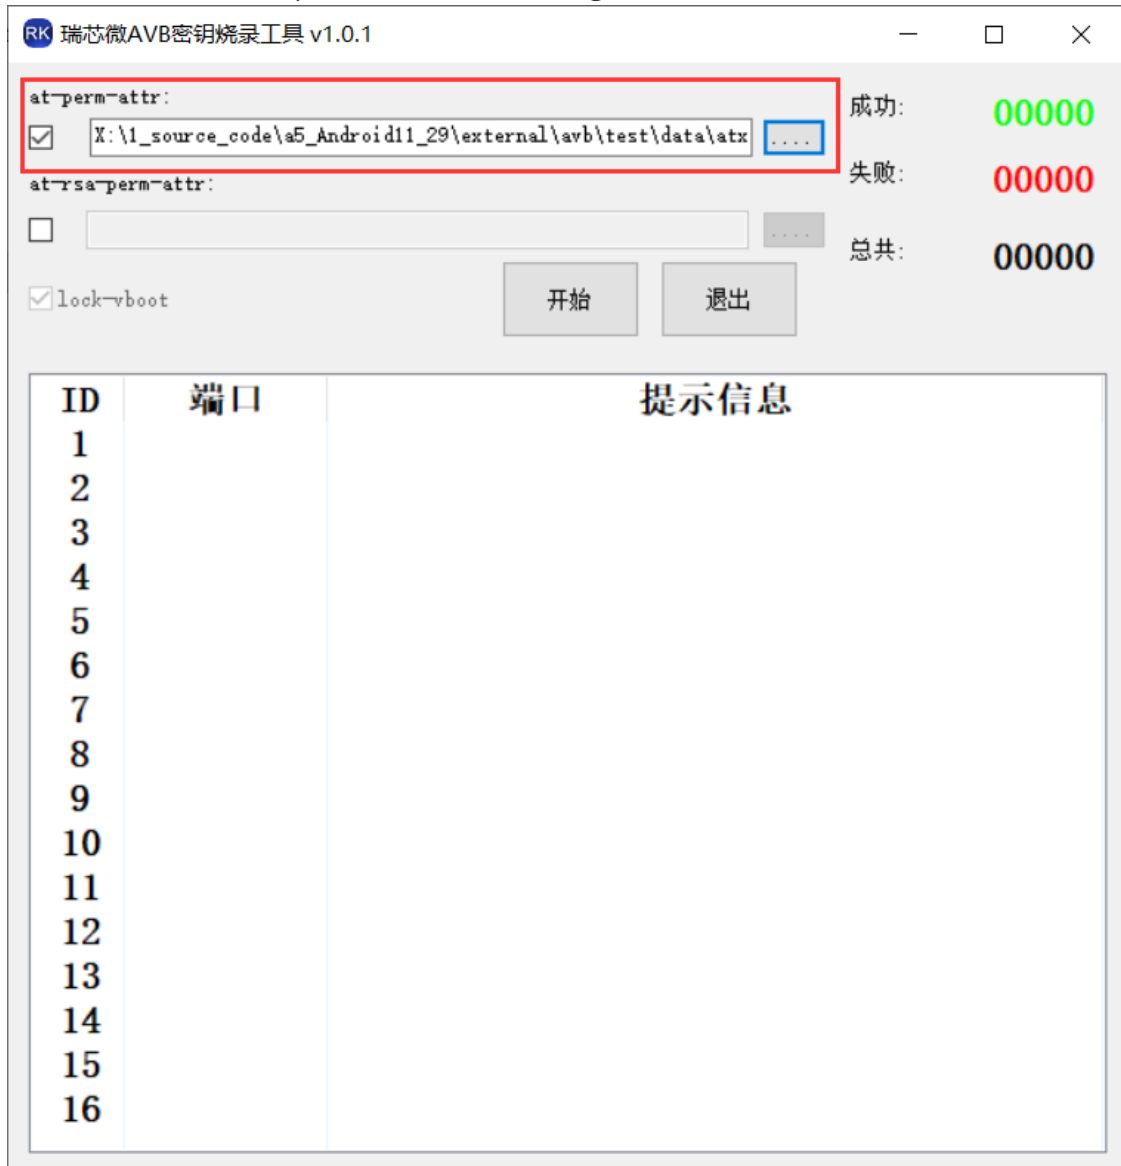 RK 瑞芯微AVB密钥烧录工具 v1.0.1
at-perm-attr:
X:\1_source_code\a5_Android11_29\external\avb\test\data\atx
....
成功: 00000
at-rsa-perm-attr:
失败: 00000
....
总共: 00000
lock-vboot
开始
退出
ID 端口 提示信息
1
2
3
4
5
6
7
8
9
10
11
12
13
14
15
16